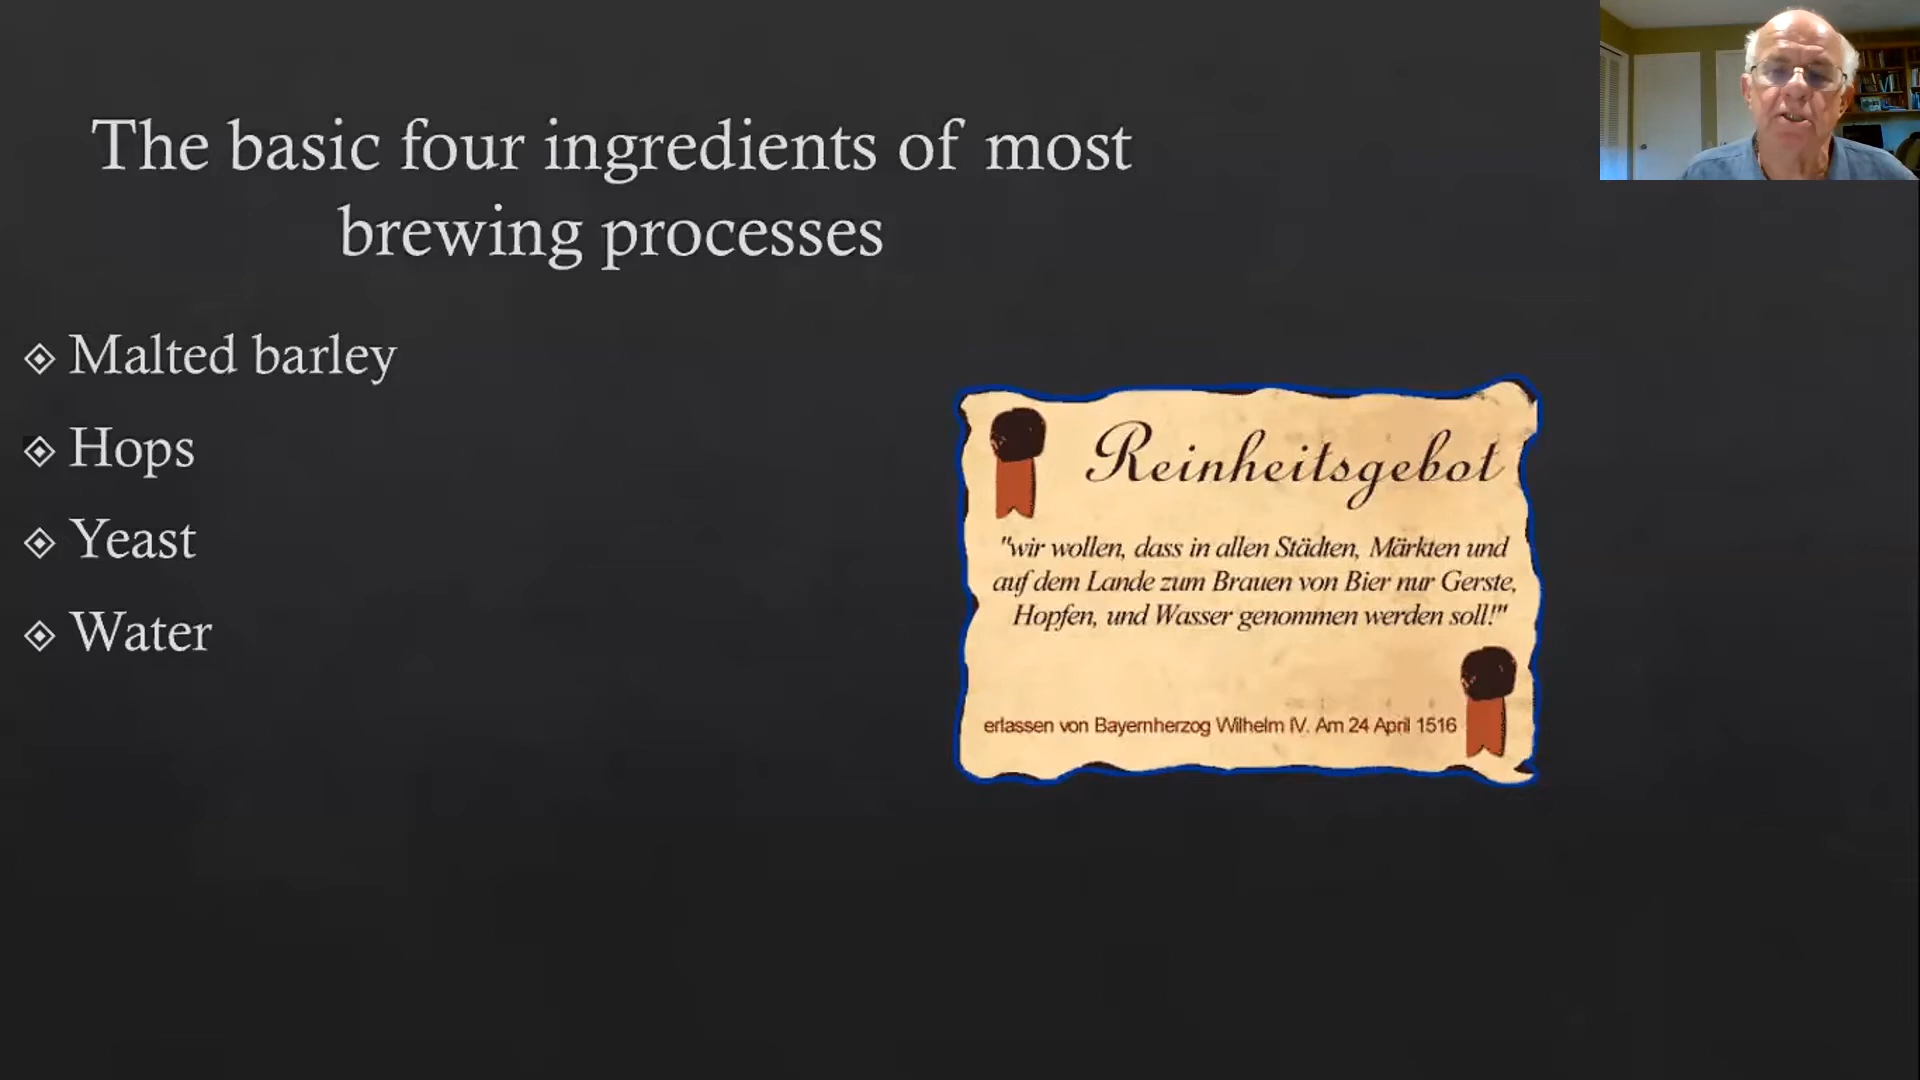 The basic four ingredients of most
brewing processes
Malted barley
Hops
Yeast
Water
Reinheitsgebot
"wir wollen, dass in allen Städten, Märkten und
auf dem Lande zum Brauen von Bier nur Gerste,
Hopfen, und Wasser genommen werden soll!"
erlassen von Bayernherzog Wilhelm IV. Am 24 April 1516